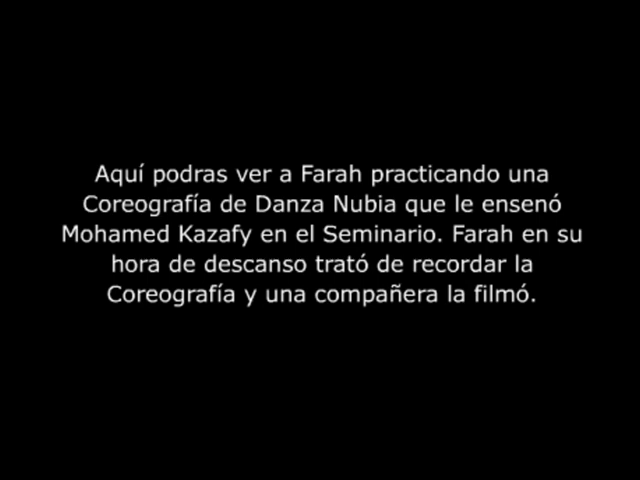 Aquí podras ver a Farah practicando una
Coreografía de Danza Nubia que le ensenó
Mohamed Kazafy en el Seminario. Farah en su
hora de descanso trató de recordar la
Coreografía y una compañera la filmó.